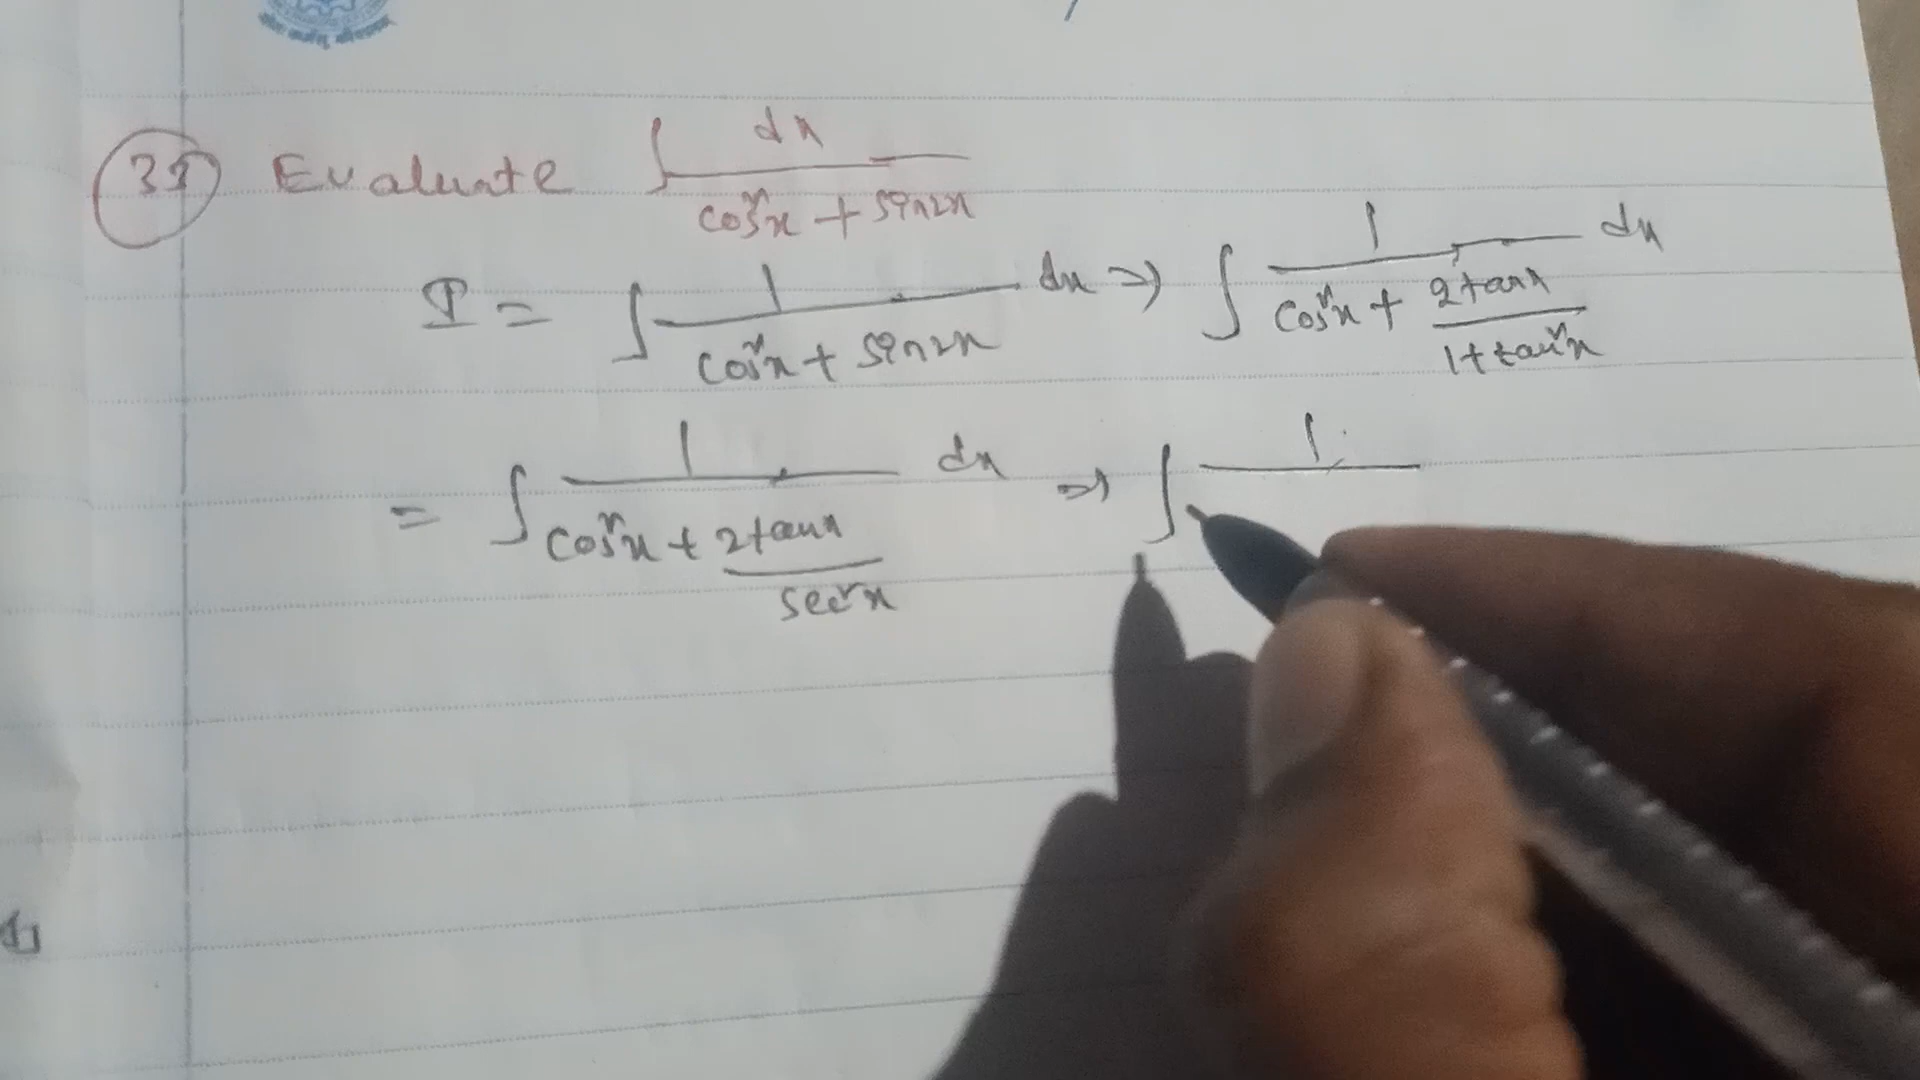 39 Evaluate ∫ dx / (cos²x + sin2x)
I = ∫ 1 / (cos²x + sin2x) dx ⇒ ∫ 1 / (cos²x + 2tanx / (1+tan²x)) dx
= ∫ 1 / (cos²x + 2tanx / sec²x) dx ⇒ ∫ 1